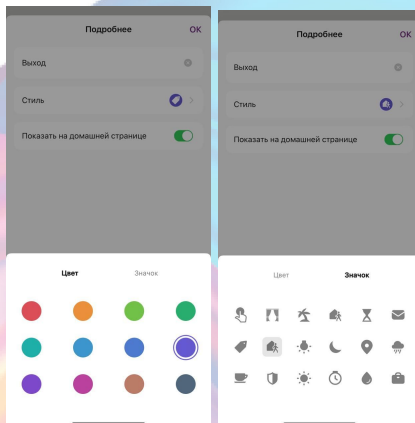 Подробнее
OK
Выход
Стиль
Показать на домашней странице
Цвет
Значок
Подробнее
OK
Выход
Стиль
Показать на домашней странице
Цвет
Значок